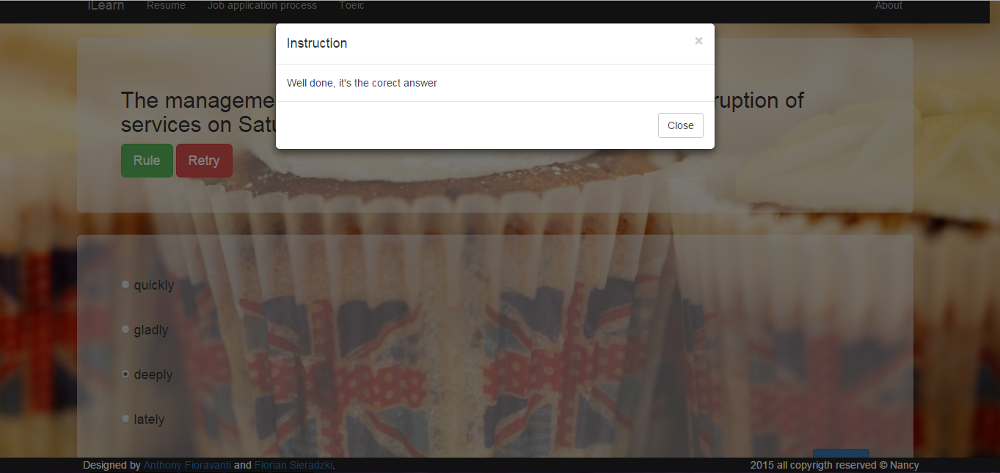 iLearn Resume Job application process Toeic About
Instruction ×
Well done, it's the corect answer
Close
The manageme ruption of
services on Satu
Rule Retry
quickly
gladly
deeply
lately
Designed by Anthony Fioravanti and Florian Sieradzki. 2015 all copyrigth reserved © Nancy